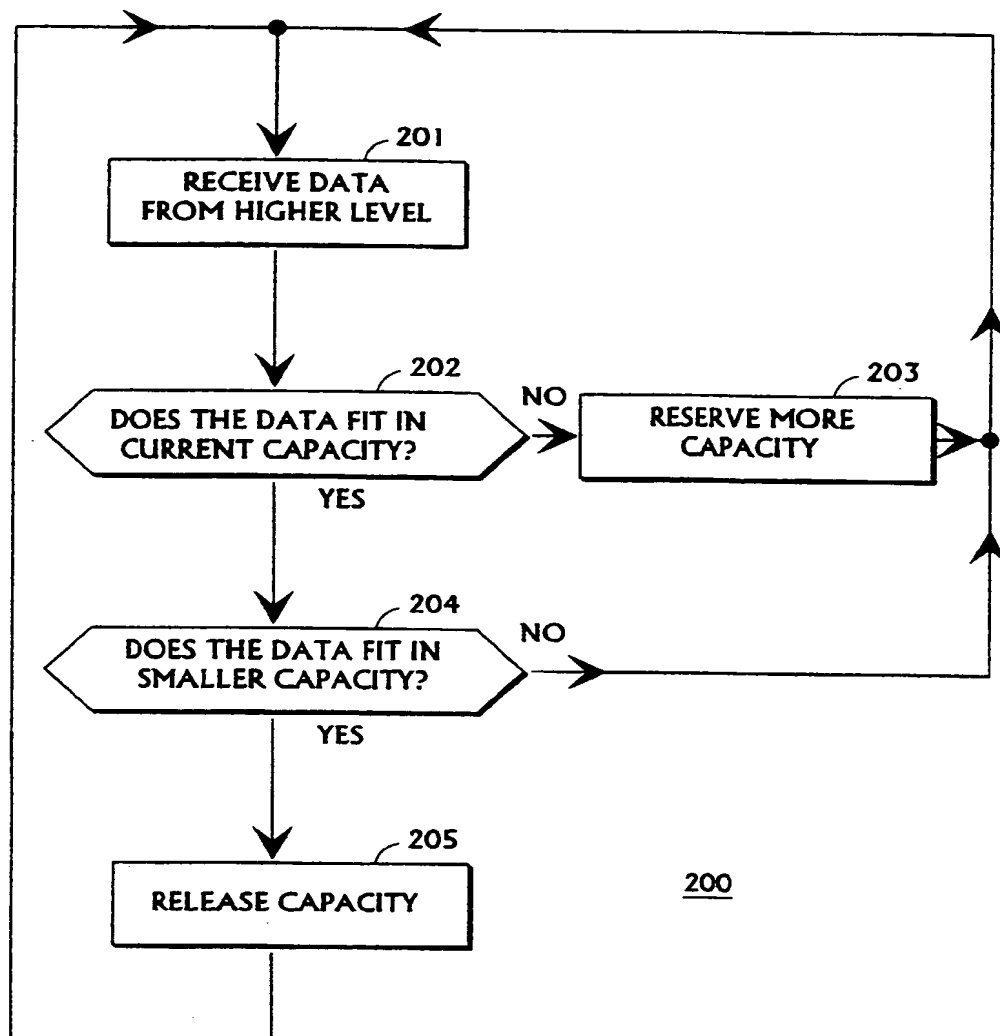 201
RECEIVE DATA
FROM HIGHER LEVEL
202
DOES THE DATA FIT IN
CURRENT CAPACITY?
NO
203
RESERVE MORE
CAPACITY
YES
204
DOES THE DATA FIT IN
SMALLER CAPACITY?
NO
YES
205
RELEASE CAPACITY
200